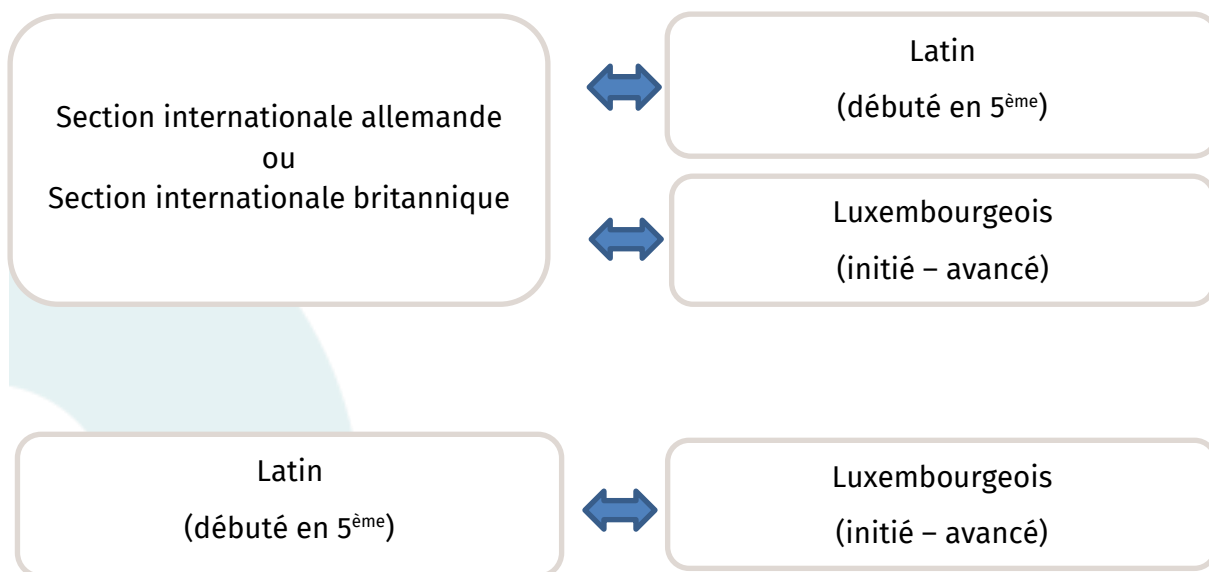 Section internationale allemande
ou
Section internationale britannique
Latin
(débuté en 5ème)
Luxembourgeois
(initié – avancé)
Latin
(débuté en 5ème)
Luxembourgeois
(initié – avancé)